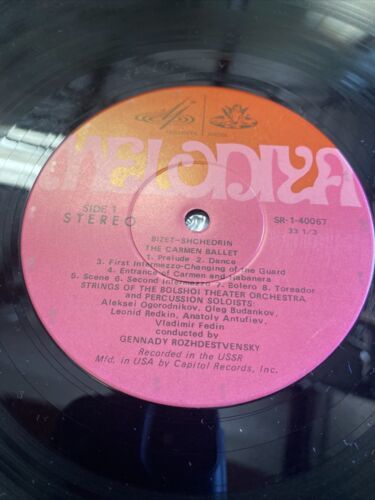 MELODIYA
SIDE 1
STEREO
SR-1-40067
33 1/3
BIZET-SHCHEDRIN
THE CARMEN BALLET
1. Prelude 2. Dance
3. First Intermezzo-Changing of the Guard
4. Entrance of Carmen and Habanera
5. Scene 6. Second Intermezzo 7. Bolero 8. Toreador
STRINGS OF THE BOLSHOI THEATER ORCHESTRA
and PERCUSSION SOLOISTS:
Aleksei Ogorodnikov, Oleg Budankov,
Leonid Redkin, Anatoly Antufiev,
Vladimir Fedin
conducted by
GENNADY ROZHDESTVENSKY
Recorded in the USSR
Mfd. in USA by Capitol Records, Inc.